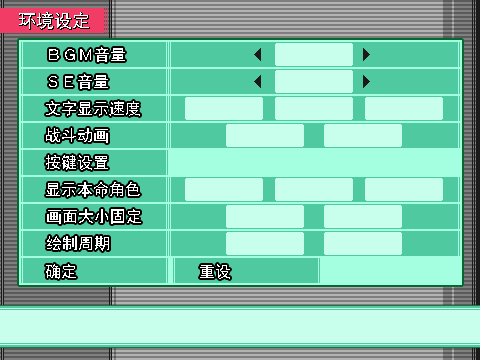 环境设定
ＢＧＭ音量
ＳＥ音量
文字显示速度
战斗动画
按键设置
显示本命角色
画面大小固定
绘制周期
确定
重设